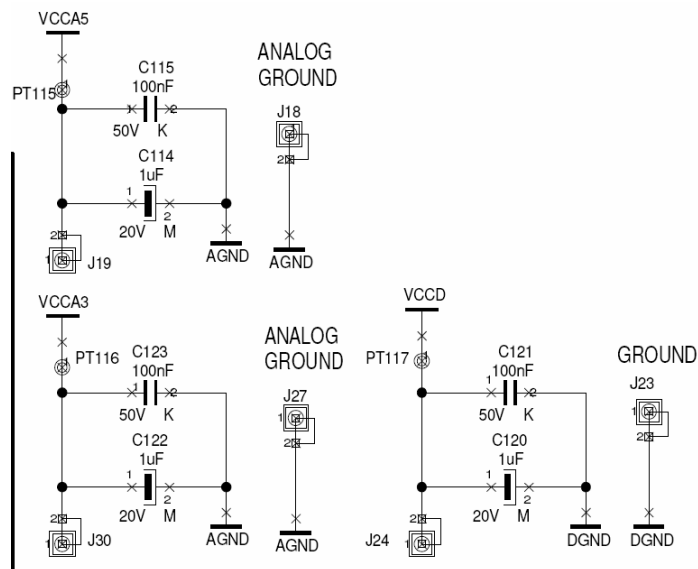 VCCA5
PT115
1
C115
100nF
1
2
50V K
C114
1uF
1
2
20V M
2
1
J19
AGND
ANALOG
GROUND
J18
1
2
AGND
VCCA3
PT116
1
C123
100nF
1
2
50V K
C122
1uF
1
2
20V M
2
1
J30
AGND
ANALOG
GROUND
J27
1
2
AGND
VCCD
PT117
1
C121
100nF
1
2
50V K
C120
1uF
1
2
20V M
2
1
J24
DGND
GROUND
J23
1
2
DGND